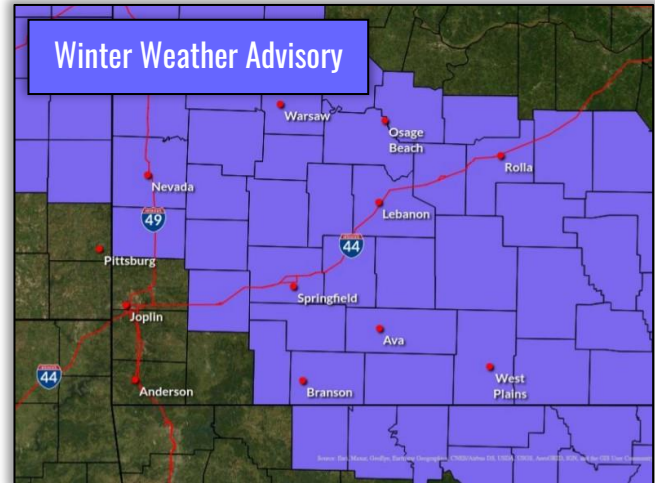 Winter Weather Advisory
Warsaw
Osage
Beach
Rolla
Nevada
49
Lebanon
44
Pittsburg
Springfield
Joplin
Ava
44
Anderson
Branson
West
Plains